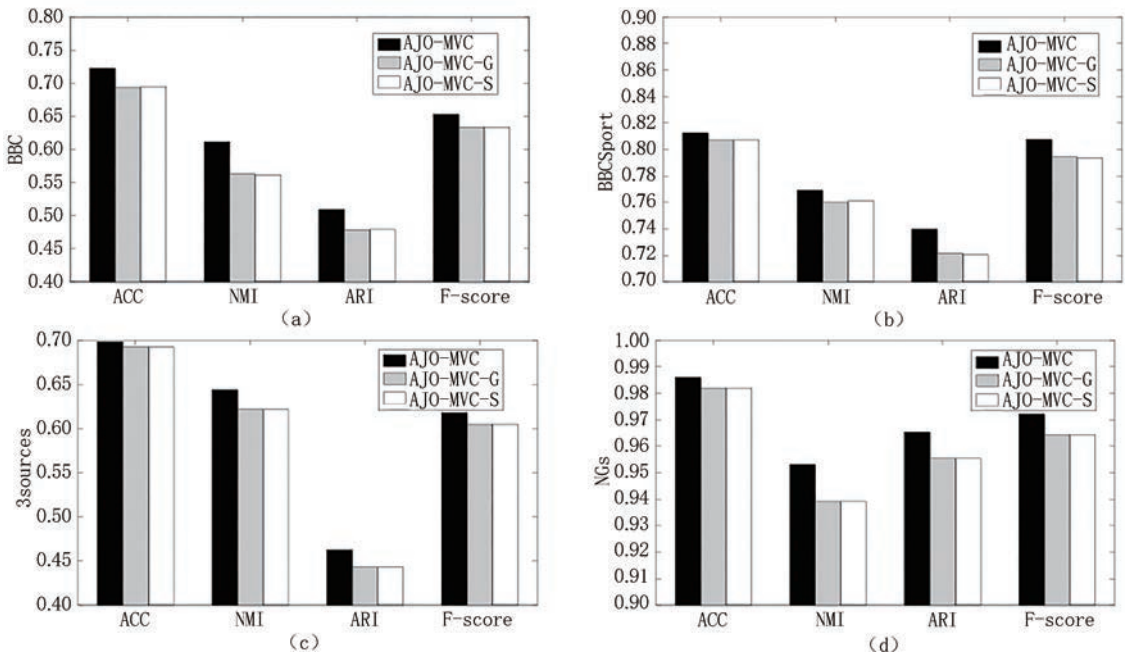 0.80
0.75
0.70
0.65
0.60
0.55
0.50
0.45
0.40
BBC
AJO-MVC
AJO-MVC-G
AJO-MVC-S
ACC NMI ARI F-score
(a)
0.90
0.88
0.86
0.84
0.82
0.80
0.78
0.76
0.74
0.72
0.70
BBCSport
AJO-MVC
AJO-MVC-G
AJO-MVC-S
ACC NMI ARI F-score
(b)
0.70
0.65
0.60
0.55
0.50
0.45
0.40
3sources
AJO-MVC
AJO-MVC-G
AJO-MVC-S
ACC NMI ARI F-score
(c)
1.00
0.99
0.98
0.97
0.96
0.95
0.94
0.93
0.92
0.91
0.90
NGs
AJO-MVC
AJO-MVC-G
AJO-MVC-S
ACC NMI ARI F-score
(d)